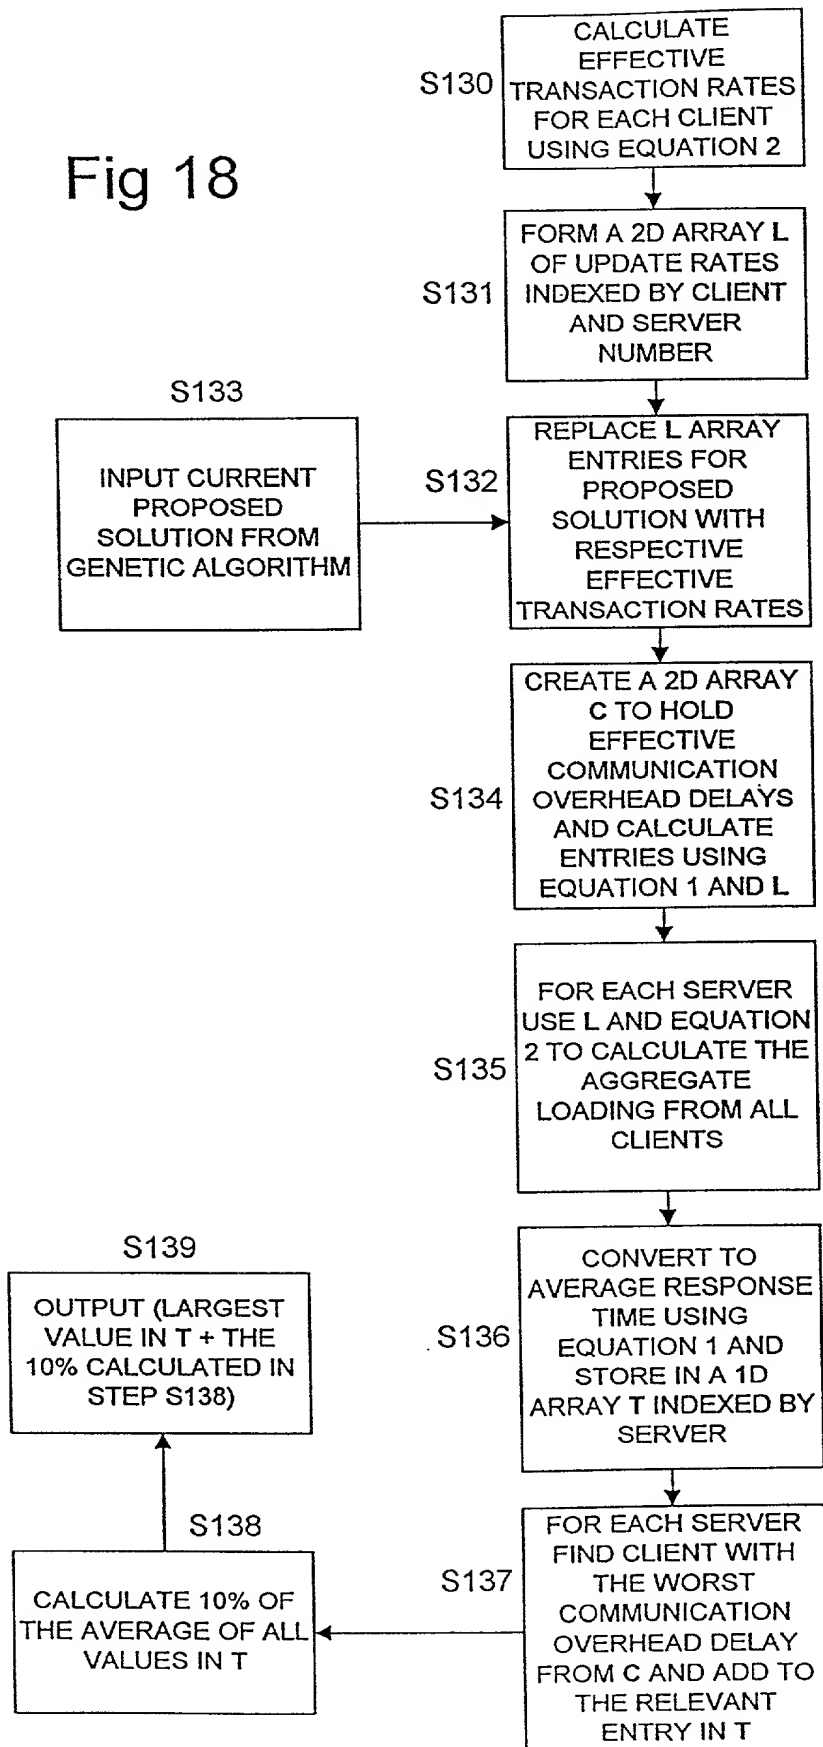 Fig 18
S130
CALCULATE
EFFECTIVE
TRANSACTION RATES
FOR EACH CLIENT
USING EQUATION 2
S131
FORM A 2D ARRAY L
OF UPDATE RATES
INDEXED BY CLIENT
AND SERVER
NUMBER
S133
INPUT CURRENT
PROPOSED
SOLUTION FROM
GENETIC ALGORITHM
S132
REPLACE L ARRAY
ENTRIES FOR
PROPOSED
SOLUTION WITH
RESPECTIVE
EFFECTIVE
TRANSACTION RATES
S134
CREATE A 2D ARRAY
C TO HOLD
EFFECTIVE
COMMUNICATION
OVERHEAD DELAYS
AND CALCULATE
ENTRIES USING
EQUATION 1 AND L
S135
FOR EACH SERVER
USE L AND EQUATION
2 TO CALCULATE THE
AGGREGATE
LOADING FROM ALL
CLIENTS
S136
CONVERT TO
AVERAGE RESPONSE
TIME USING
EQUATION 1 AND
STORE IN A 1D
ARRAY T INDEXED BY
SERVER
S137
FOR EACH SERVER
FIND CLIENT WITH
THE WORST
COMMUNICATION
OVERHEAD DELAY
FROM C AND ADD TO
THE RELEVANT
ENTRY IN T
S138
CALCULATE 10% OF
THE AVERAGE OF ALL
VALUES IN T
S139
OUTPUT (LARGEST
VALUE IN T + THE
10% CALCULATED IN
STEP S138)